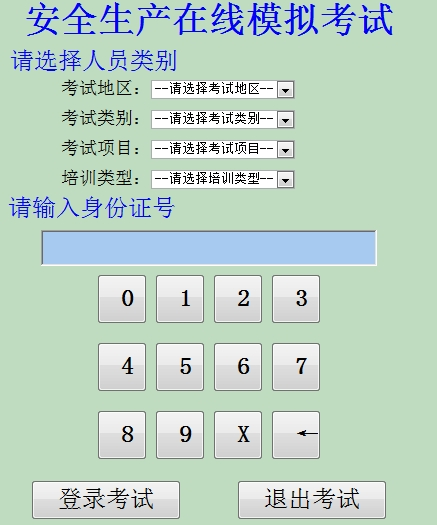 安全生产在线模拟考试
请选择人员类别
考试地区： --请选择考试地区--
考试类别： --请选择考试类别--
考试项目： --请选择考试项目--
培训类型： --请选择培训类型--
请输入身份证号
0 1 2 3
4 5 6 7
8 9 X ←
登录考试 退出考试